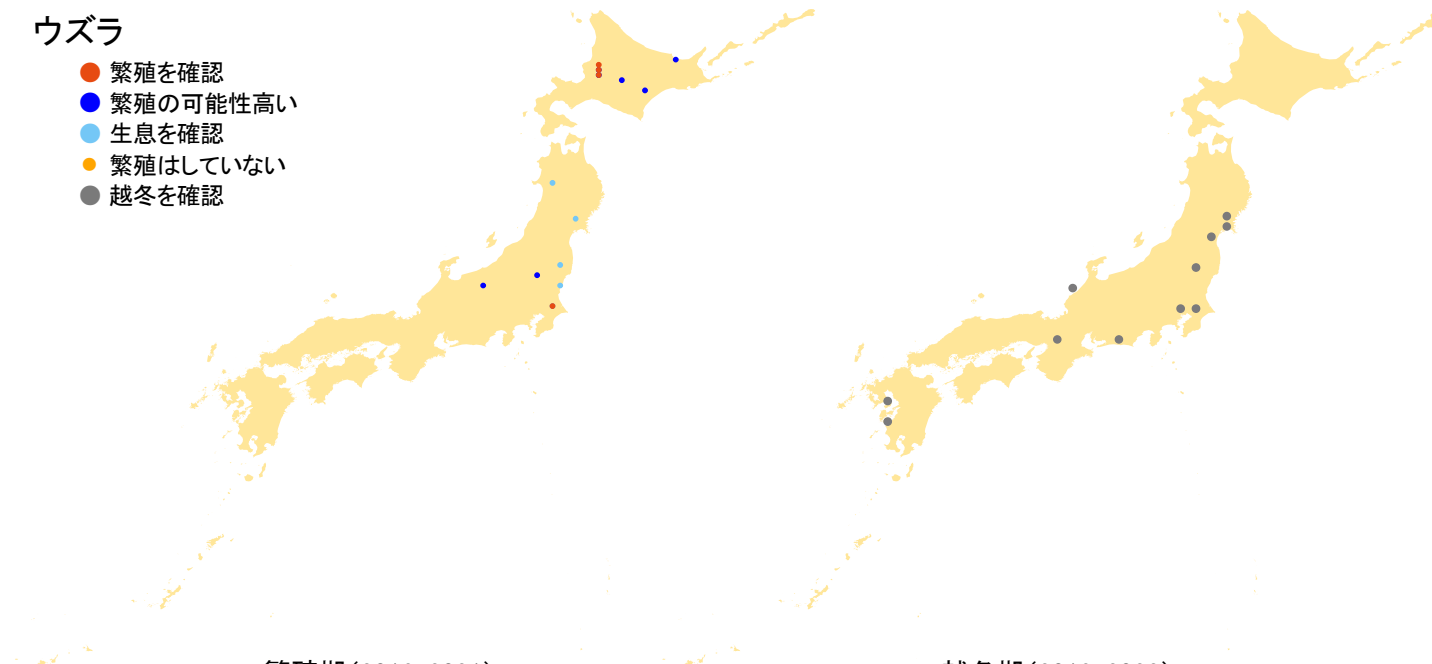 ウズラ
繁殖を確認
繁殖の可能性高い
生息を確認
繁殖はしていない
越冬を確認